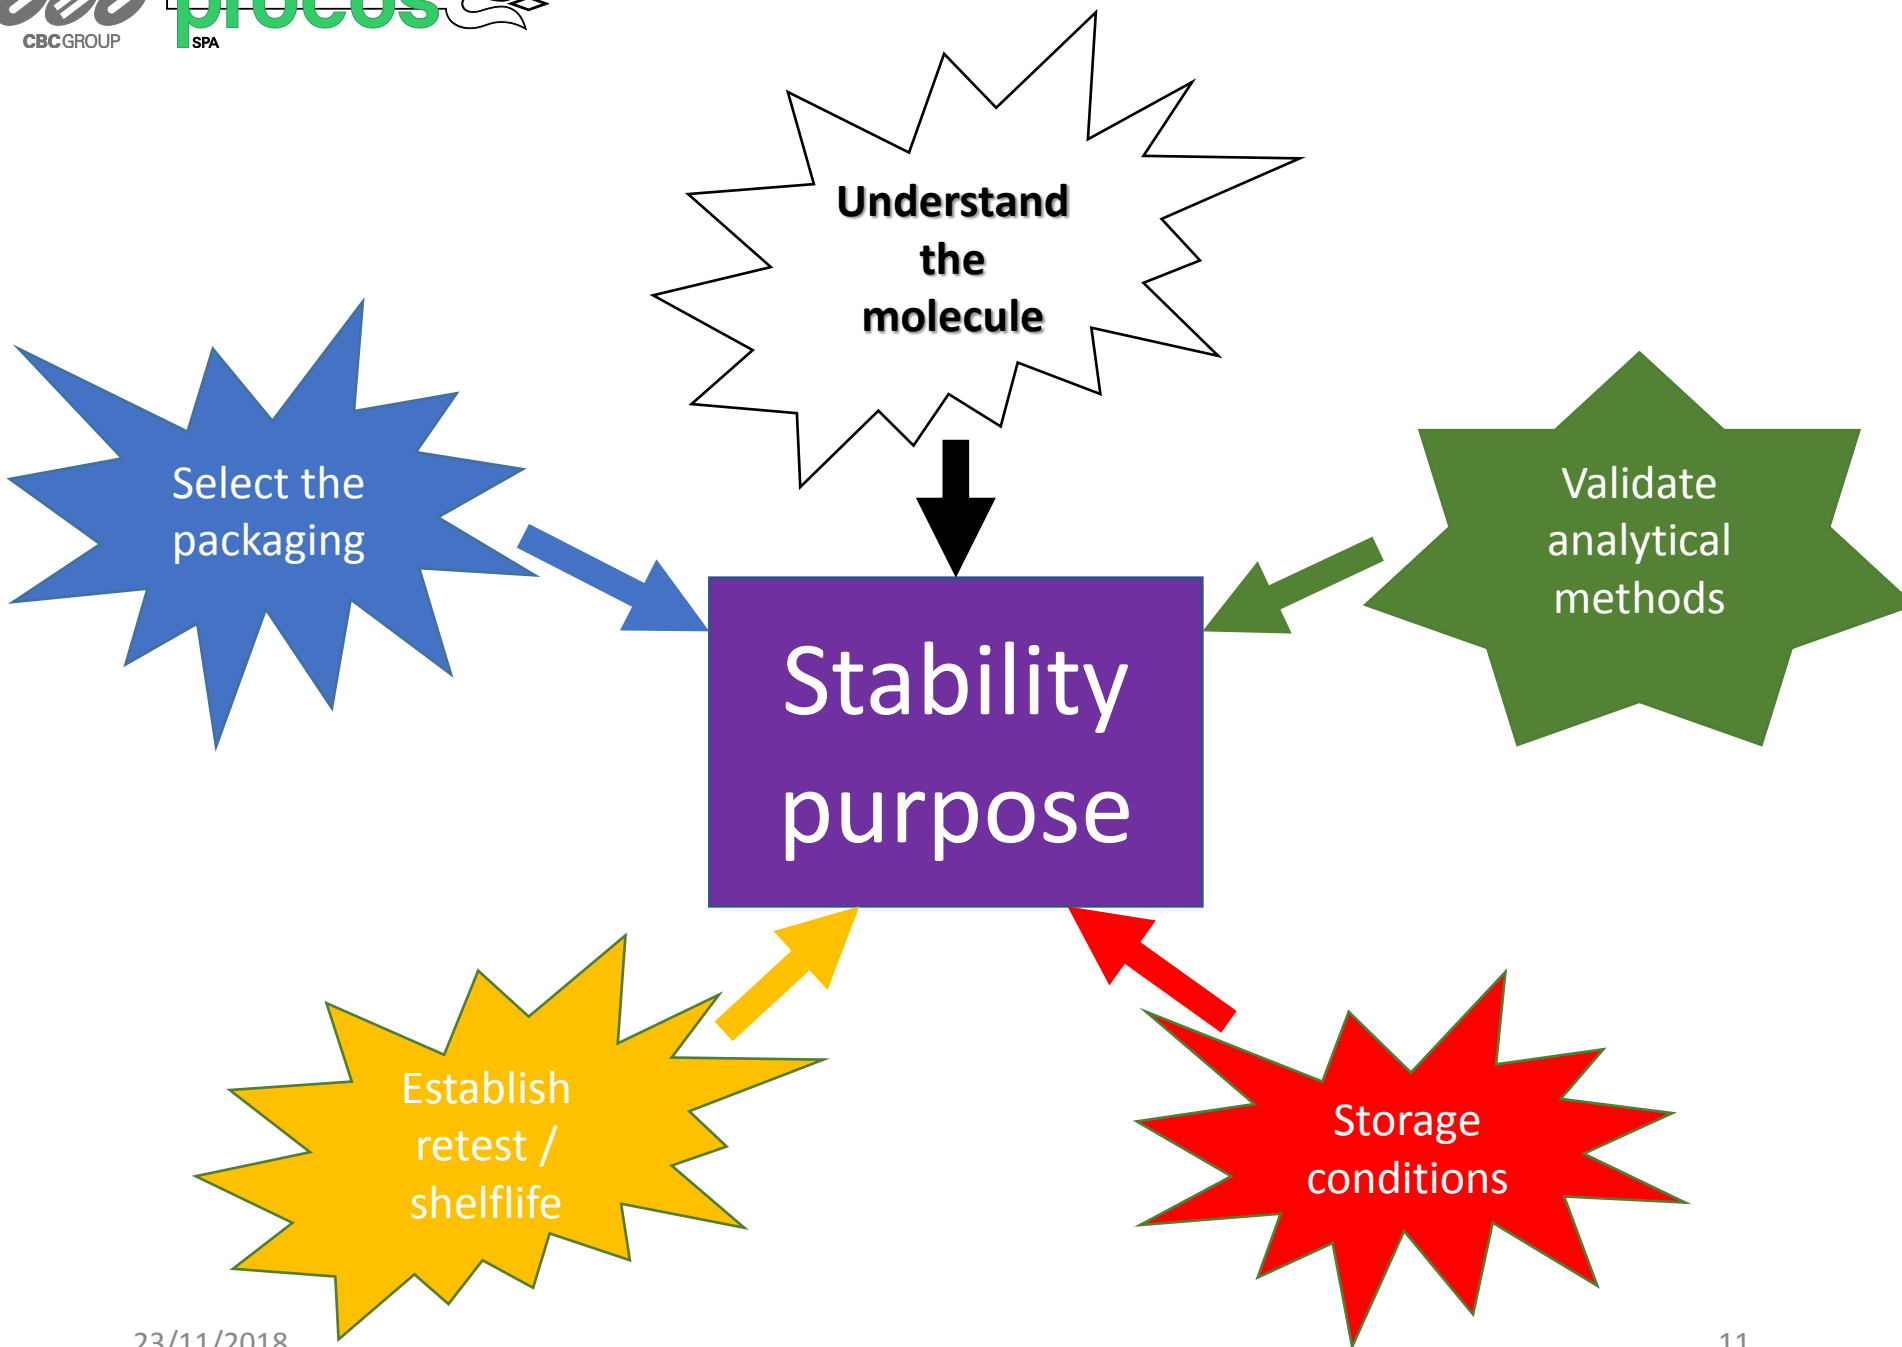 CBCGROUP
procos
SPA
Understand
the
molecule
Select the
packaging
Validate
analytical
methods
Stability
purpose
Establish
retest /
shelflife
Storage
conditions
23/11/2018
11